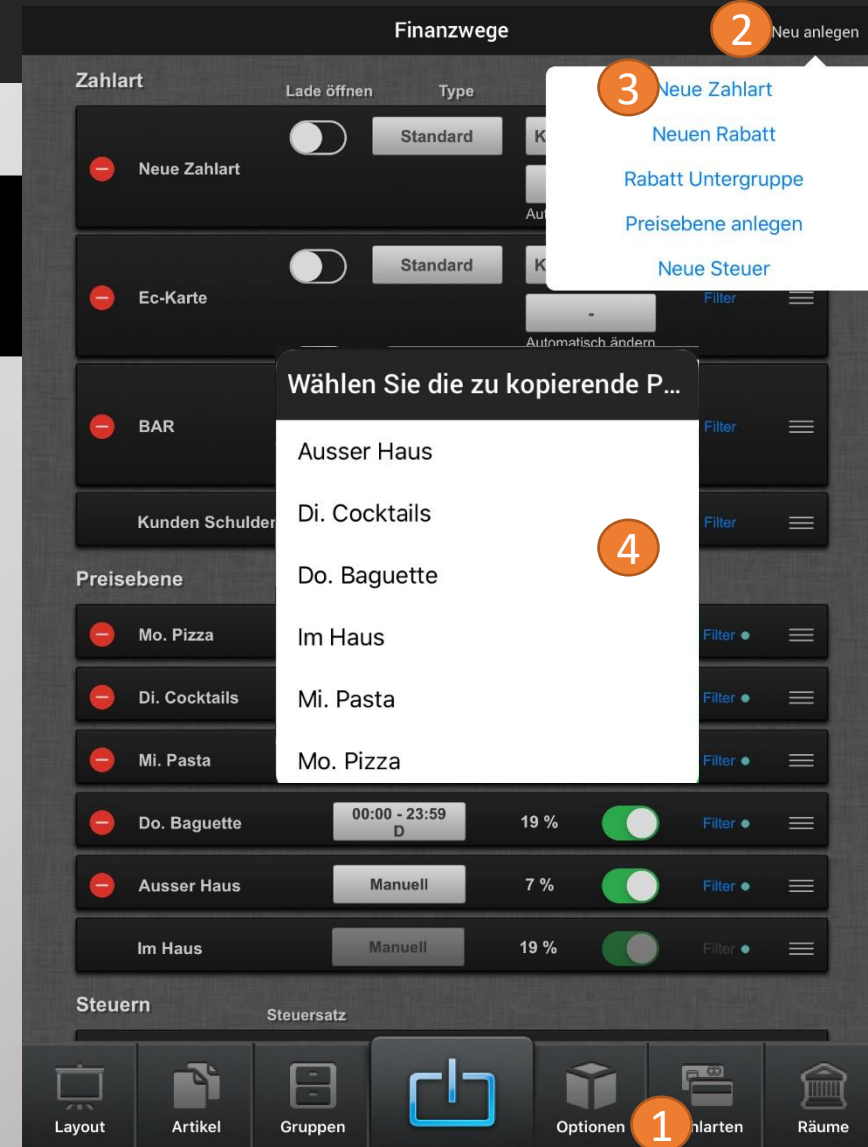 Finanzwege
2
Neu anlegen
Zahlart
Lade öffnen
Type
3
Neue Zahlart
Neuen Rabatt
Rabatt Untergruppe
Preisebene anlegen
Neue Steuer
Neue Zahlart
Standard
K
Ec-Karte
Standard
K
-
Filter
Automatisch ändern
BAR
Filter
Kunden Schulden
Filter
Wählen Sie die zu kopierende P...
Ausser Haus
Di. Cocktails
Do. Baguette
Im Haus
Mi. Pasta
Mo. Pizza
4
Preisebene
Mo. Pizza
Filter
Di. Cocktails
Filter
Mi. Pasta
Filter
Do. Baguette
00:00 - 23:59
D
19 %
Filter
Ausser Haus
Manuell
7 %
Filter
Im Haus
Manuell
19 %
Filter
Steuern
Steuersatz
Layout
Artikel
Gruppen
Optionen
1
hlarten
Räume